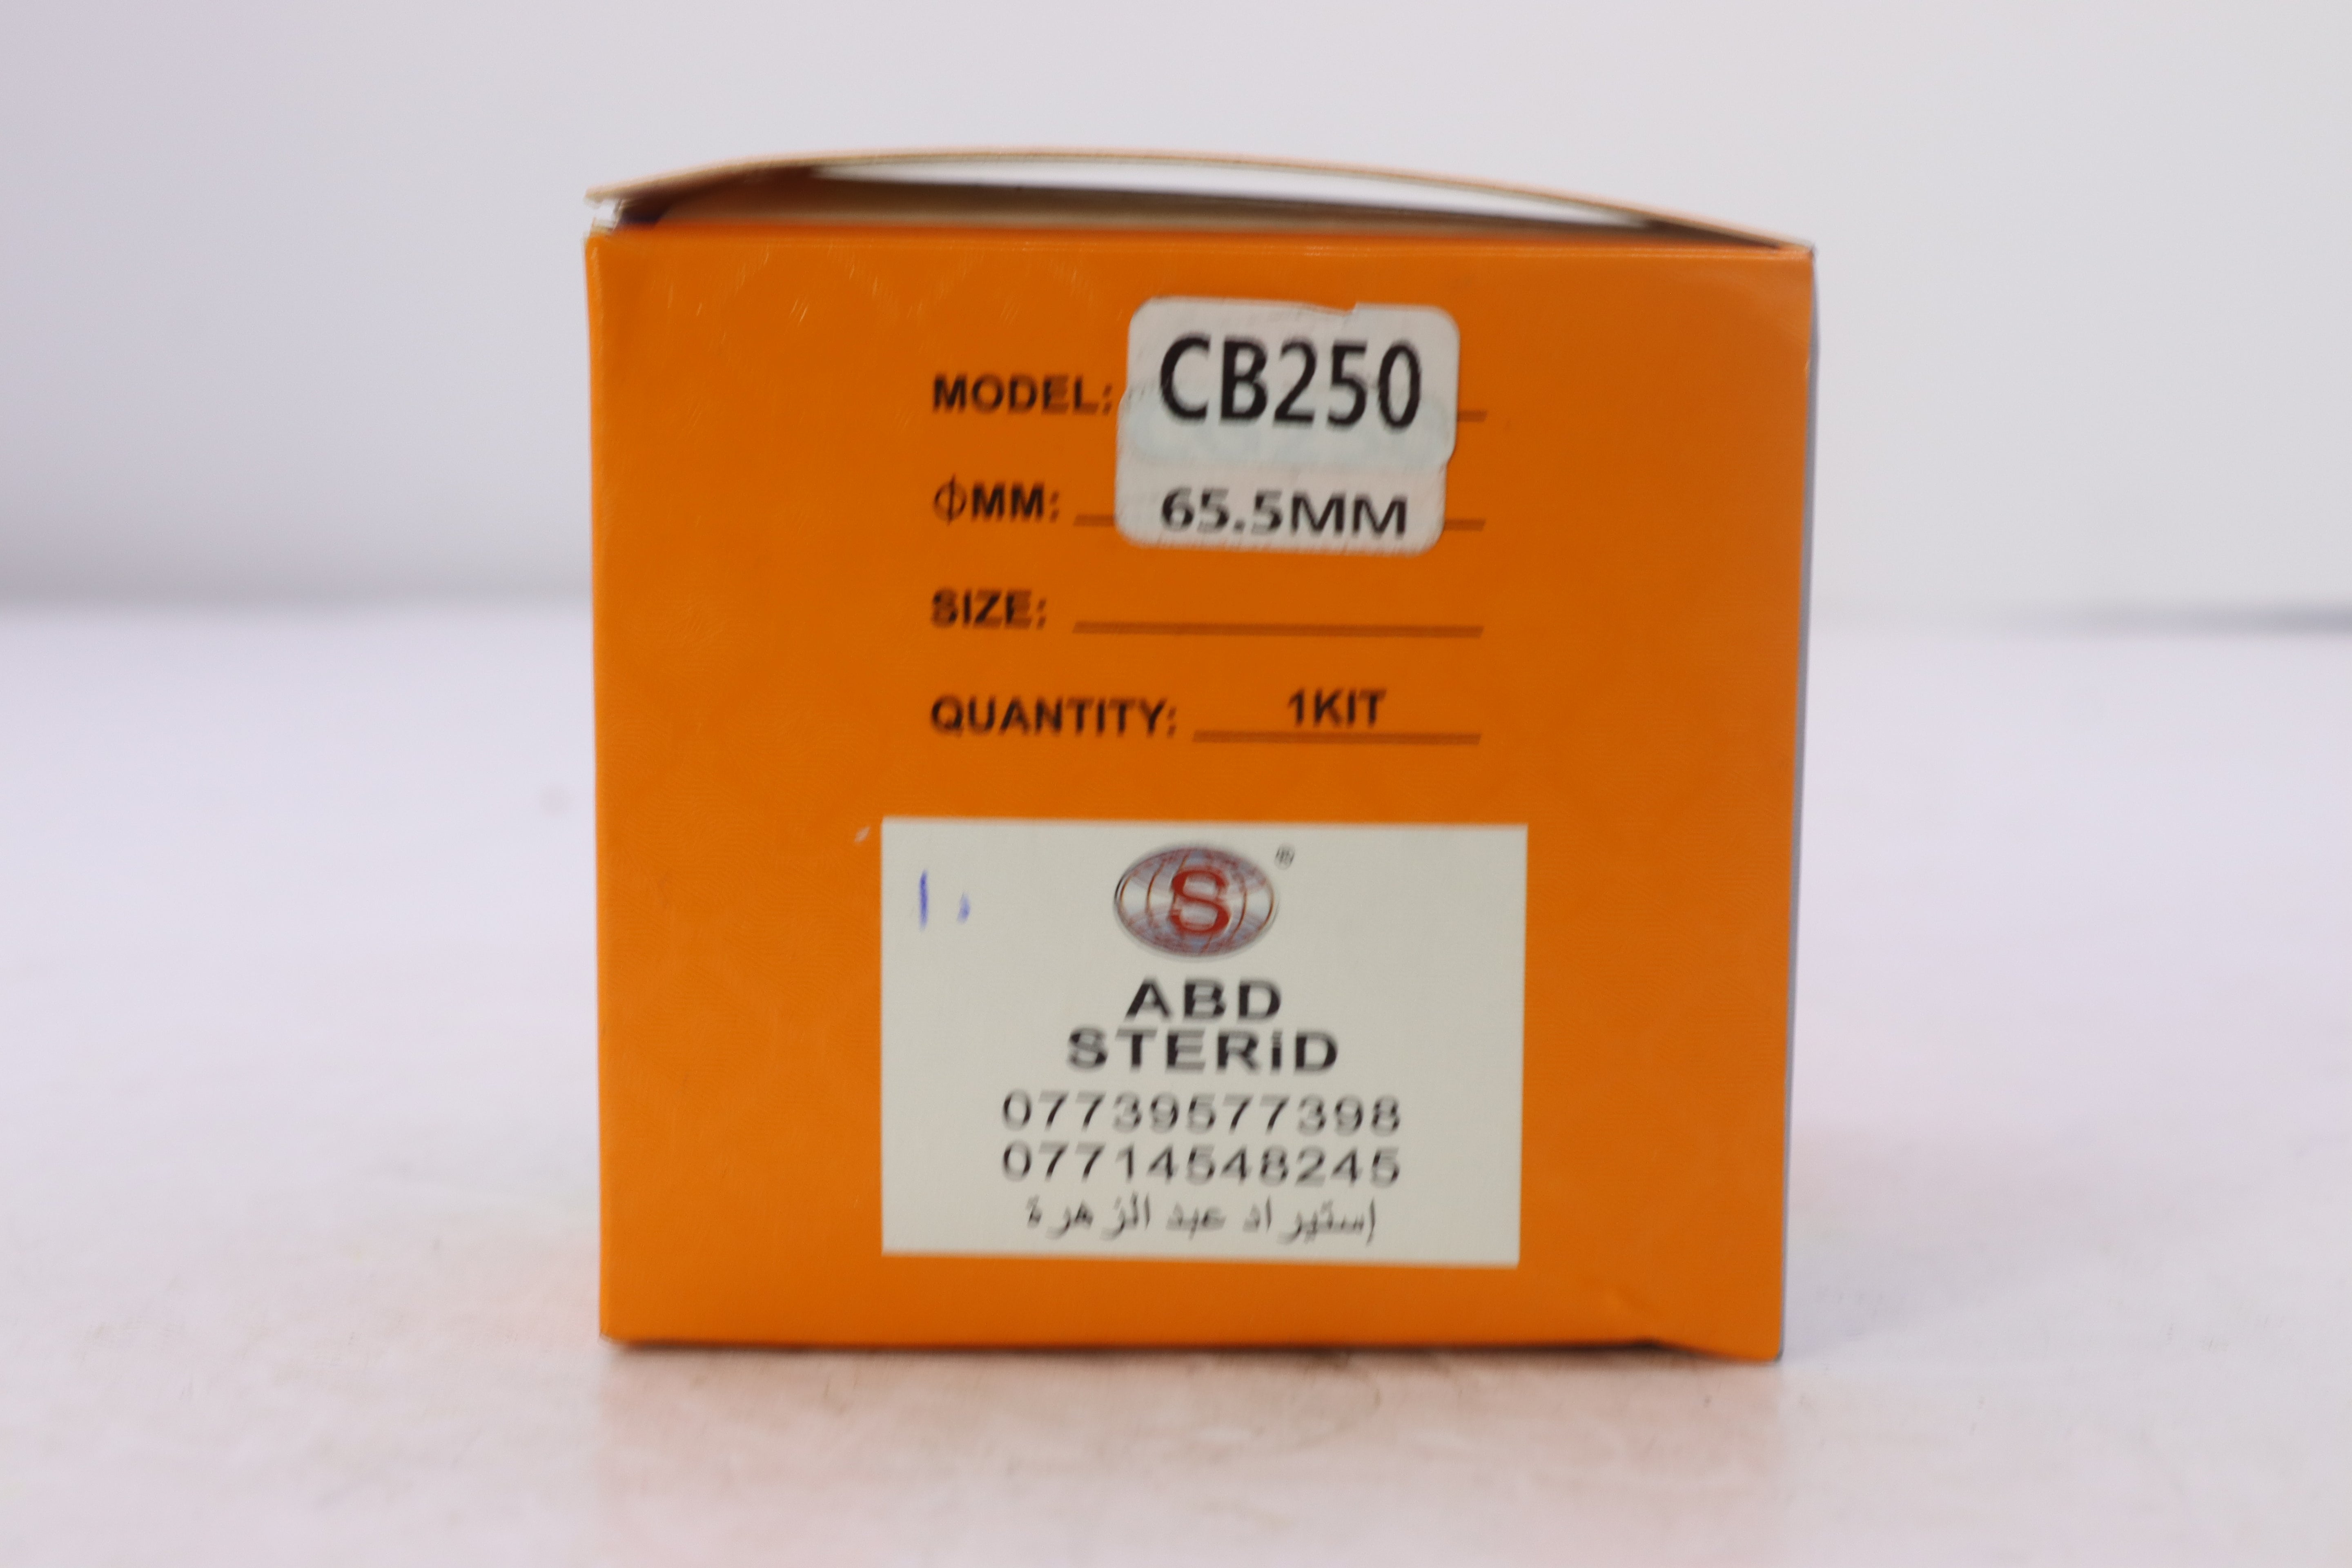 MODEL: CB250
ϕMM: 65.5MM
SIZE:
QUANTITY: 1KIT
١٠
S ®
ABD
STERiD
07739577398
07714548245
إستيراد عبد الزهرة